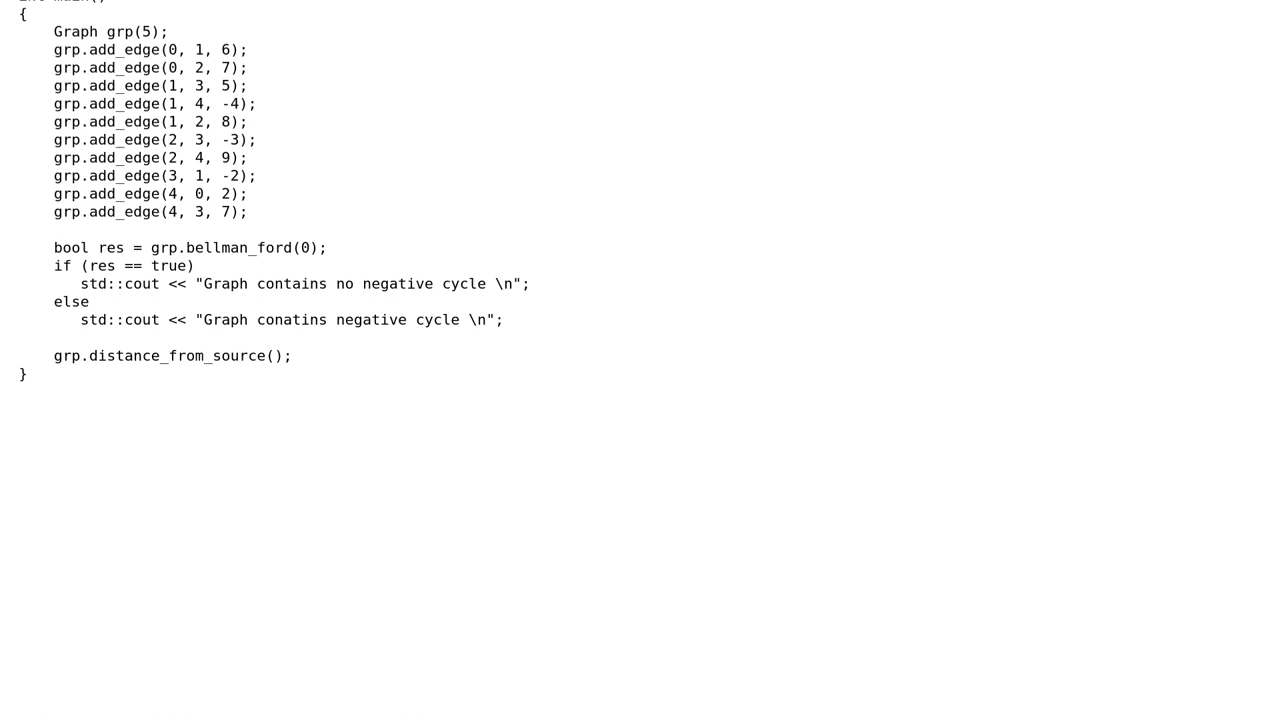 {
    Graph grp(5);
    grp.add_edge(0, 1, 6);
    grp.add_edge(0, 2, 7);
    grp.add_edge(1, 3, 5);
    grp.add_edge(1, 4, -4);
    grp.add_edge(1, 2, 8);
    grp.add_edge(2, 3, -3);
    grp.add_edge(2, 4, 9);
    grp.add_edge(3, 1, -2);
    grp.add_edge(4, 0, 2);
    grp.add_edge(4, 3, 7);

    bool res = grp.bellman_ford(0);
    if (res == true)
       std::cout << "Graph contains no negative cycle \n";
    else
       std::cout << "Graph conatins negative cycle \n";

    grp.distance_from_source();
}